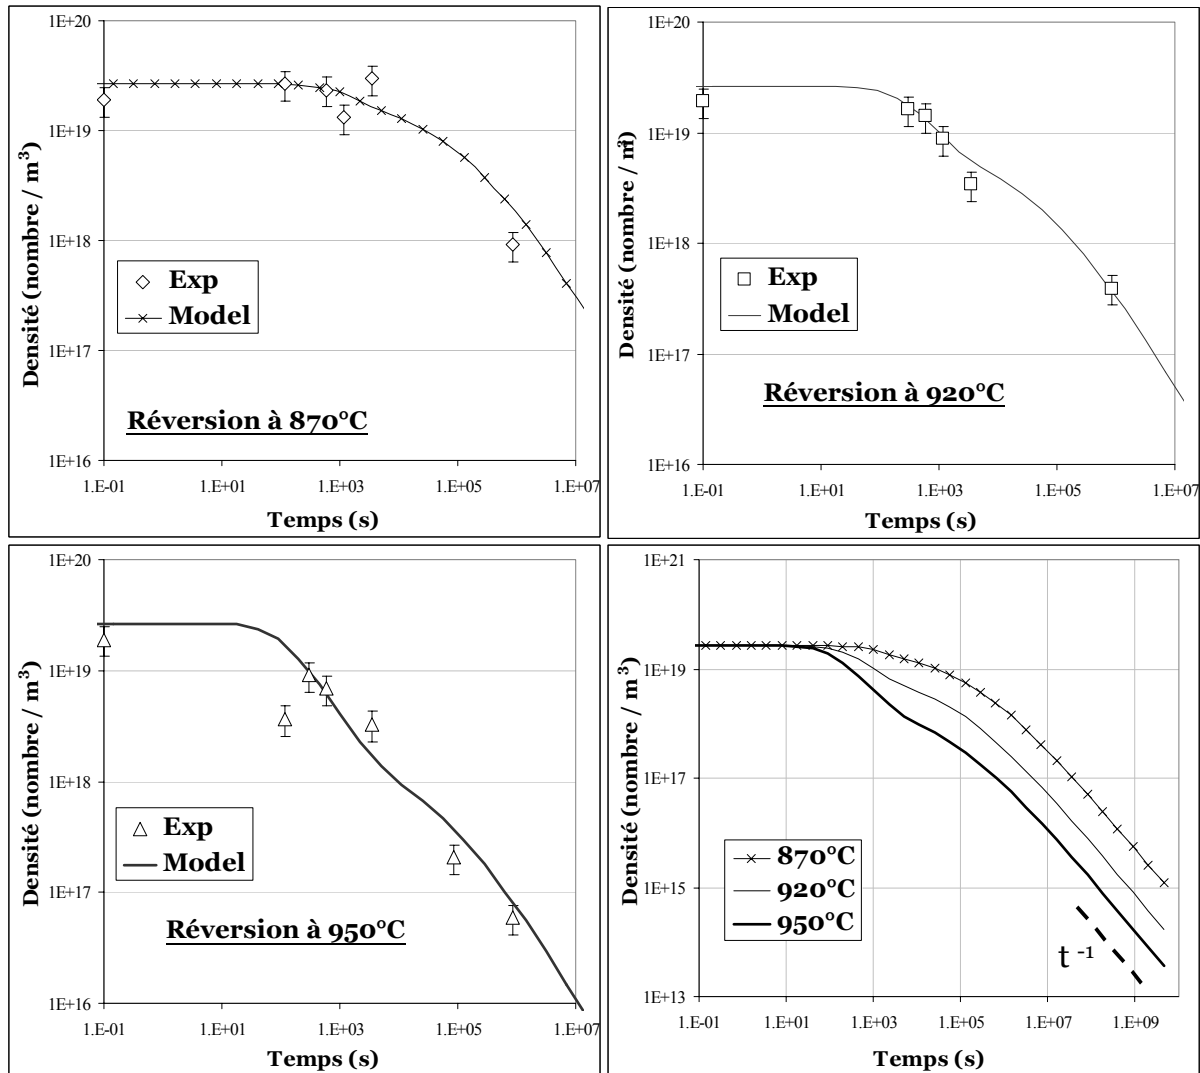 1E+20
1E+19
1E+18
1E+17
1E+16
Densité (nombre / m³)
Exp
Model
Réversion à 870°C
1.E-01 1.E+01 1.E+03 1.E+05 1.E+07
Temps (s)
1E+20
1E+19
1E+18
1E+17
1E+16
Densité (nombre / m³)
Exp
Model
Réversion à 920°C
1.E-01 1.E+01 1.E+03 1.E+05 1.E+07
Temps (s)
1E+20
1E+19
1E+18
1E+17
1E+16
Densité (nombre / m³)
Exp
Model
Réversion à 950°C
1.E-01 1.E+01 1.E+03 1.E+05 1.E+07
Temps (s)
1E+21
1E+19
1E+17
1E+15
1E+13
Densité (nombre / m³)
870°C
920°C
950°C
t⁻¹
1.E-01 1.E+01 1.E+03 1.E+05 1.E+07 1.E+09
Temps (s)